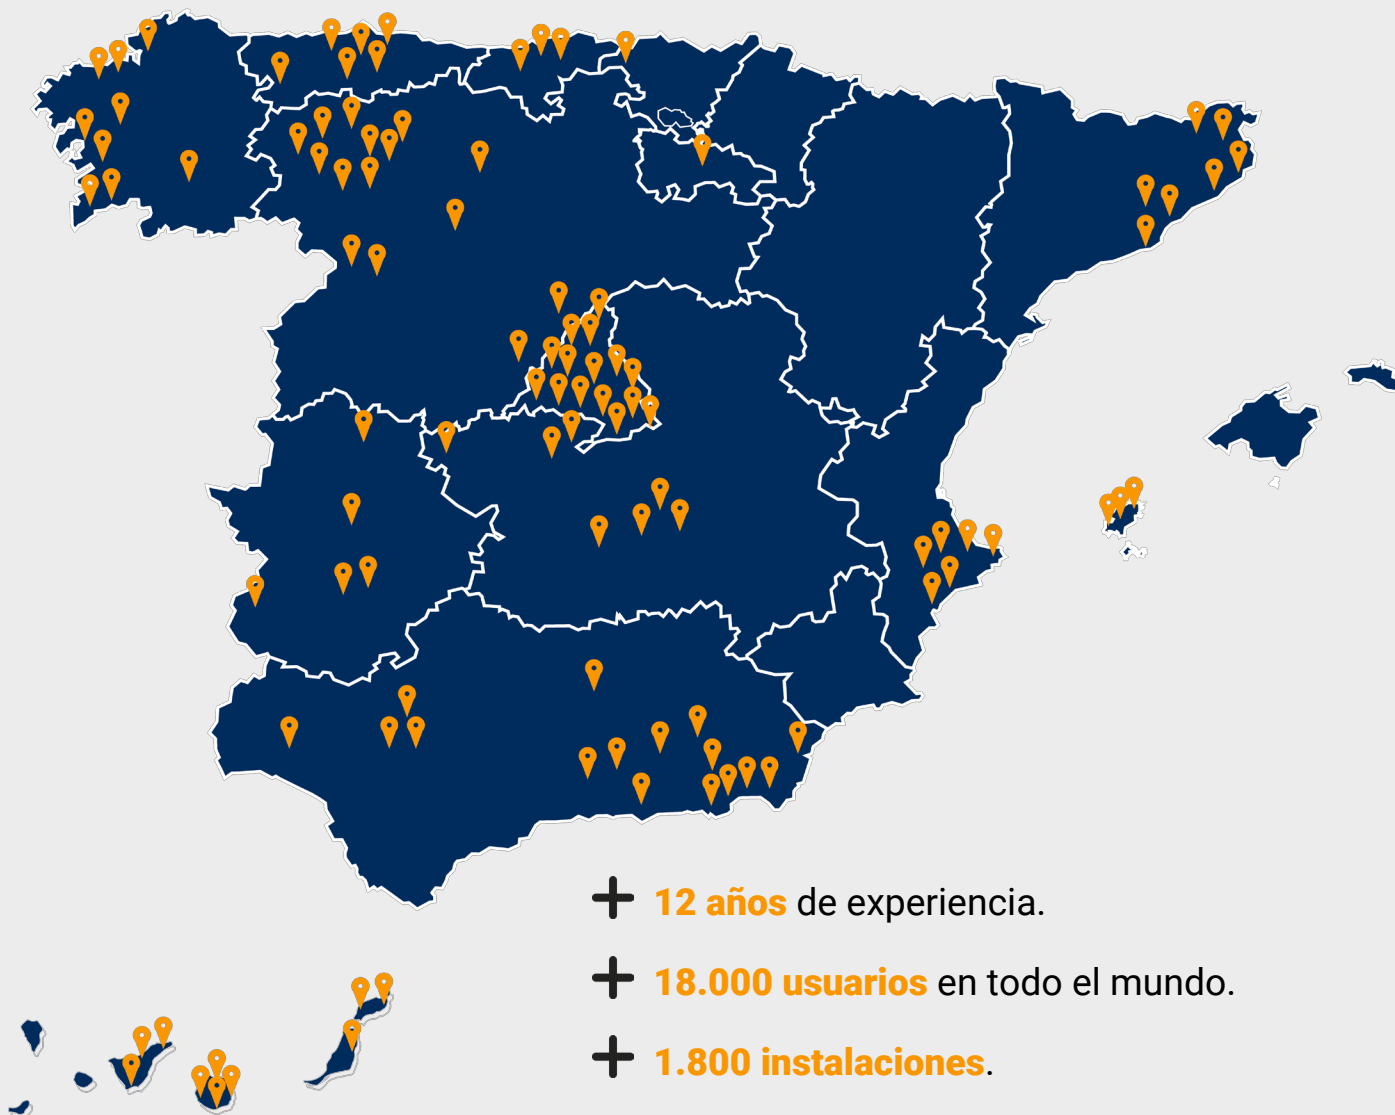 + 12 años de experiencia.
+ 18.000 usuarios en todo el mundo.
+ 1.800 instalaciones.